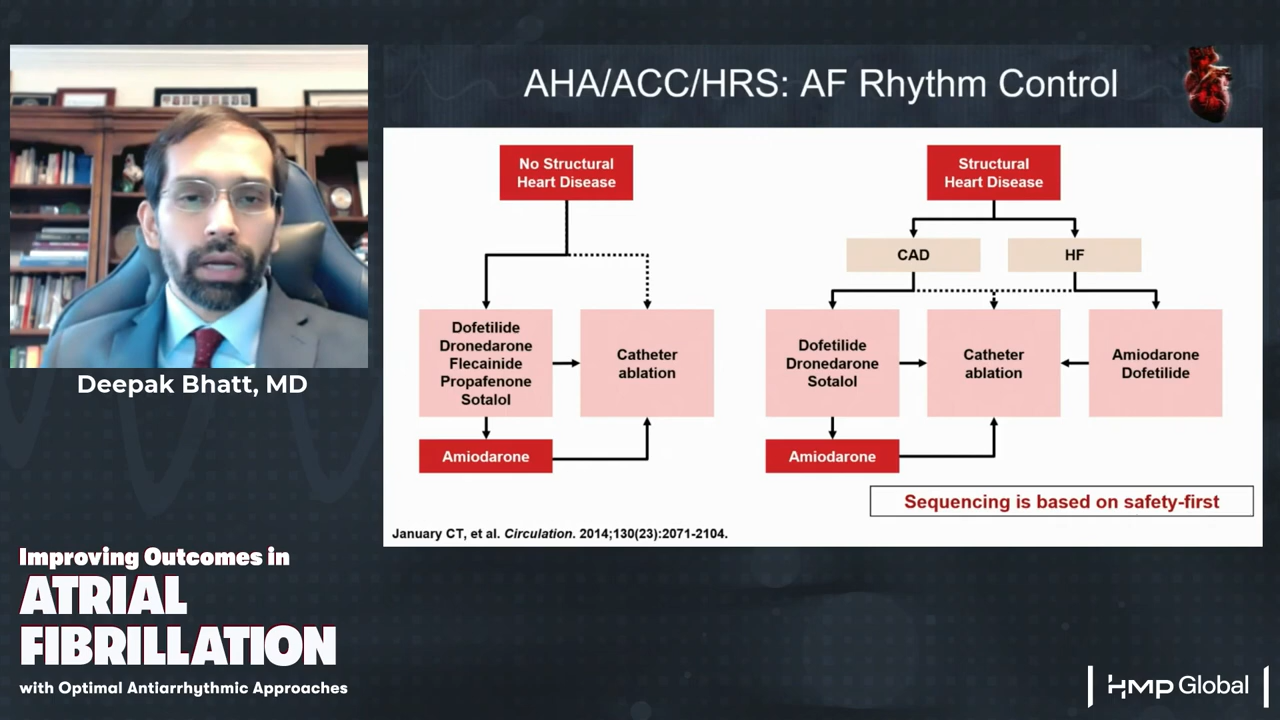 AHA/ACC/HRS: AF Rhythm Control
No Structural
Heart Disease
Dofetilide
Dronedarone
Flecainide
Propafenone
Sotalol
Catheter
ablation
Amiodarone
Structural
Heart Disease
CAD
HF
Dofetilide
Dronedarone
Sotalol
Catheter
ablation
Amiodarone
Dofetilide
Amiodarone
Sequencing is based on safety-first
January CT, et al. Circulation. 2014;130(23):2071-2104.
Deepak Bhatt, MD
Improving Outcomes in
ATRIAL
FIBRILLATION
with Optimal Antiarrhythmic Approaches
HMP Global